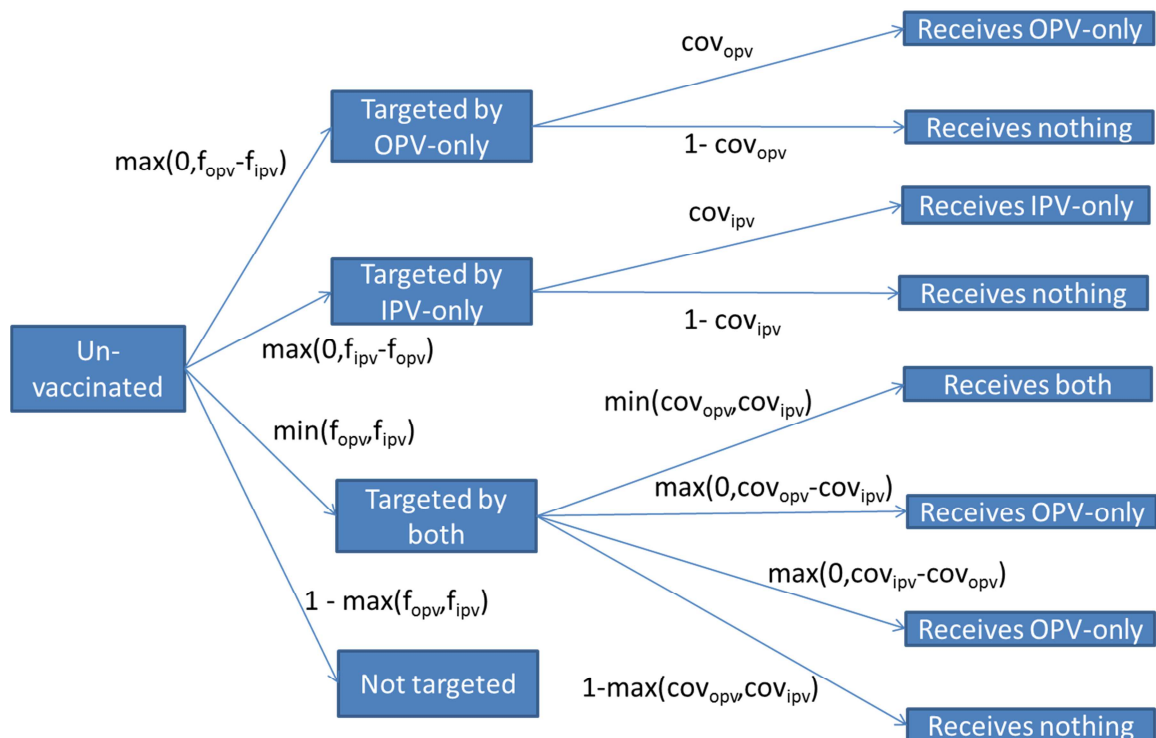 Un-
vaccinated
max(0,fopv-fipv)
max(0,fipv-fopv)
min(fopv,fipv)
1 - max(fopv,fipv)
Targeted by
OPV-only
Targeted by
IPV-only
Targeted by
both
Not targeted
covopv
1- covopv
covipv
1- covipv
min(covopv,covipv)
max(0,covopv-covipv)
max(0,covipv-covopv)
1-max(covopv,covipv)
Receives OPV-only
Receives nothing
Receives IPV-only
Receives nothing
Receives both
Receives OPV-only
Receives OPV-only
Receives nothing